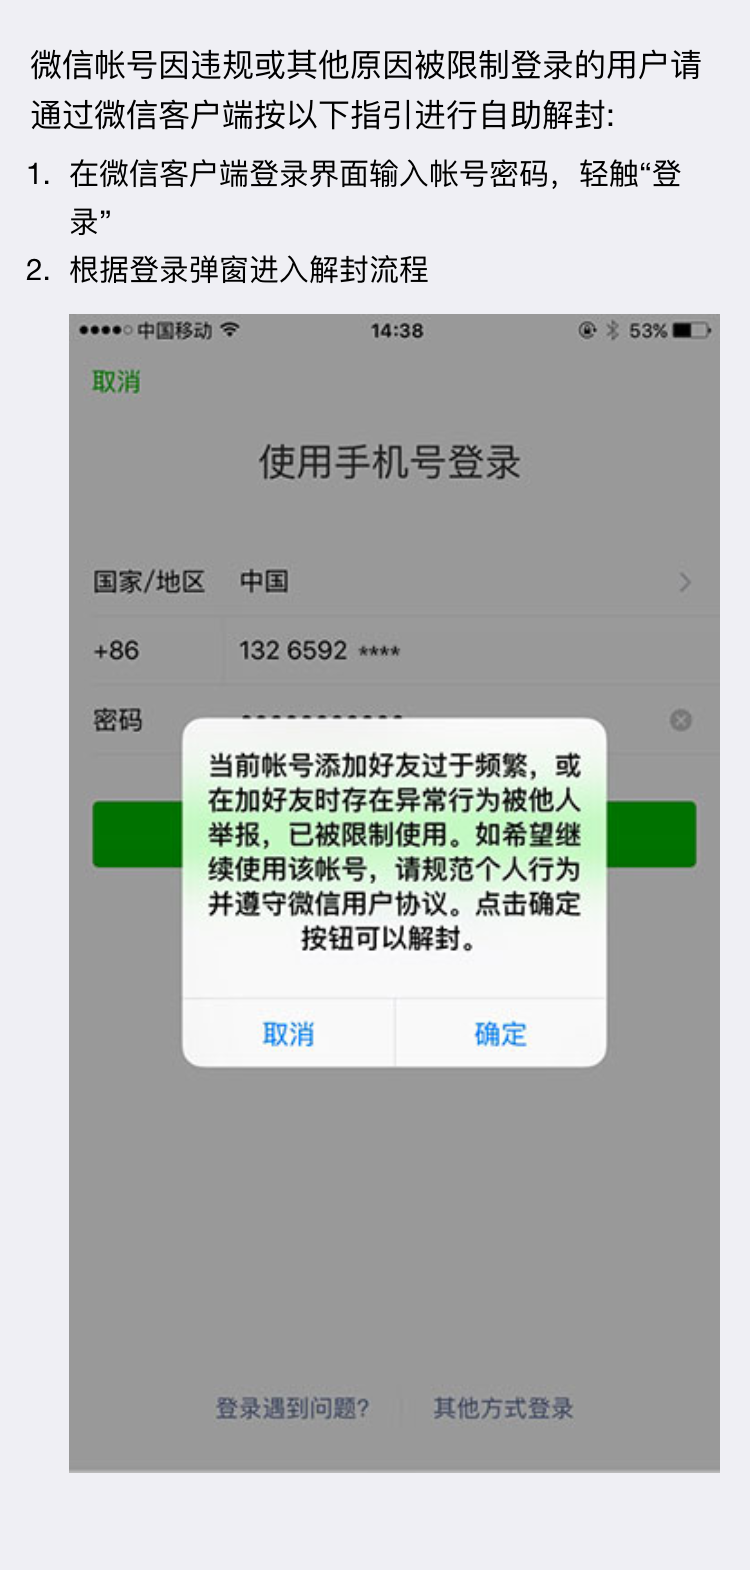 微信帐号因违规或其他原因被限制登录的用户请
通过微信客户端按以下指引进行自助解封:
1. 在微信客户端登录界面输入帐号密码，轻触“登
录”
2. 根据登录弹窗进入解封流程
中国移动 14:38 53%
取消
使用手机号登录
国家/地区 中国
+86 132 6592 ****
密码
当前帐号添加好友过于频繁，或
在加好友时存在异常行为被他人
举报，已被限制使用。如希望继
续使用该帐号，请规范个人行为
并遵守微信用户协议。点击确定
按钮可以解封。
取消 确定
登录遇到问题? 其他方式登录